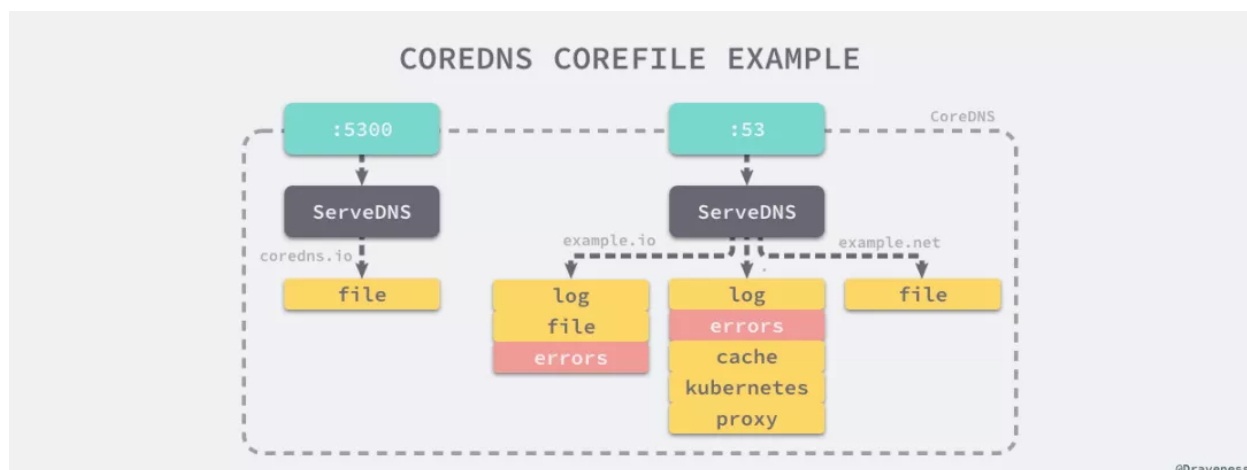 COREDNS COREFILE EXAMPLE
CoreDNS
:5300
:53
ServeDNS
ServeDNS
example.io
example.net
coredns.io
.
file
log
log
file
file
errors
errors
cache
kubernetes
proxy
@Draveness